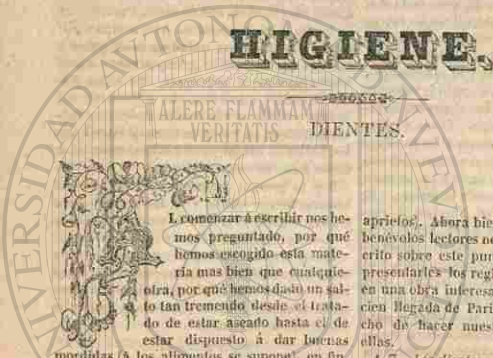 HIGIENE.
DIENTES.
ALERE FLAMMAM
VERITATIS
L comenzar á escribir nos he-
mos preguntado, por qué
hemos escogido esta mate-
ria mas bien que cualquie-
otra, por qué hemos dado un sal-
to tan tremendo desde el trata-
do de estar aseado hasta el de
estar dispuesto á dar buenas
mordidas (á los alimentos se supone), en fin
aprietos). Ahora bie
benévolos lectores no
crito sobre este pun
presentarles los reg
en una obra interesa
cien llegada de Parí
cho de hacer nues
ellas.